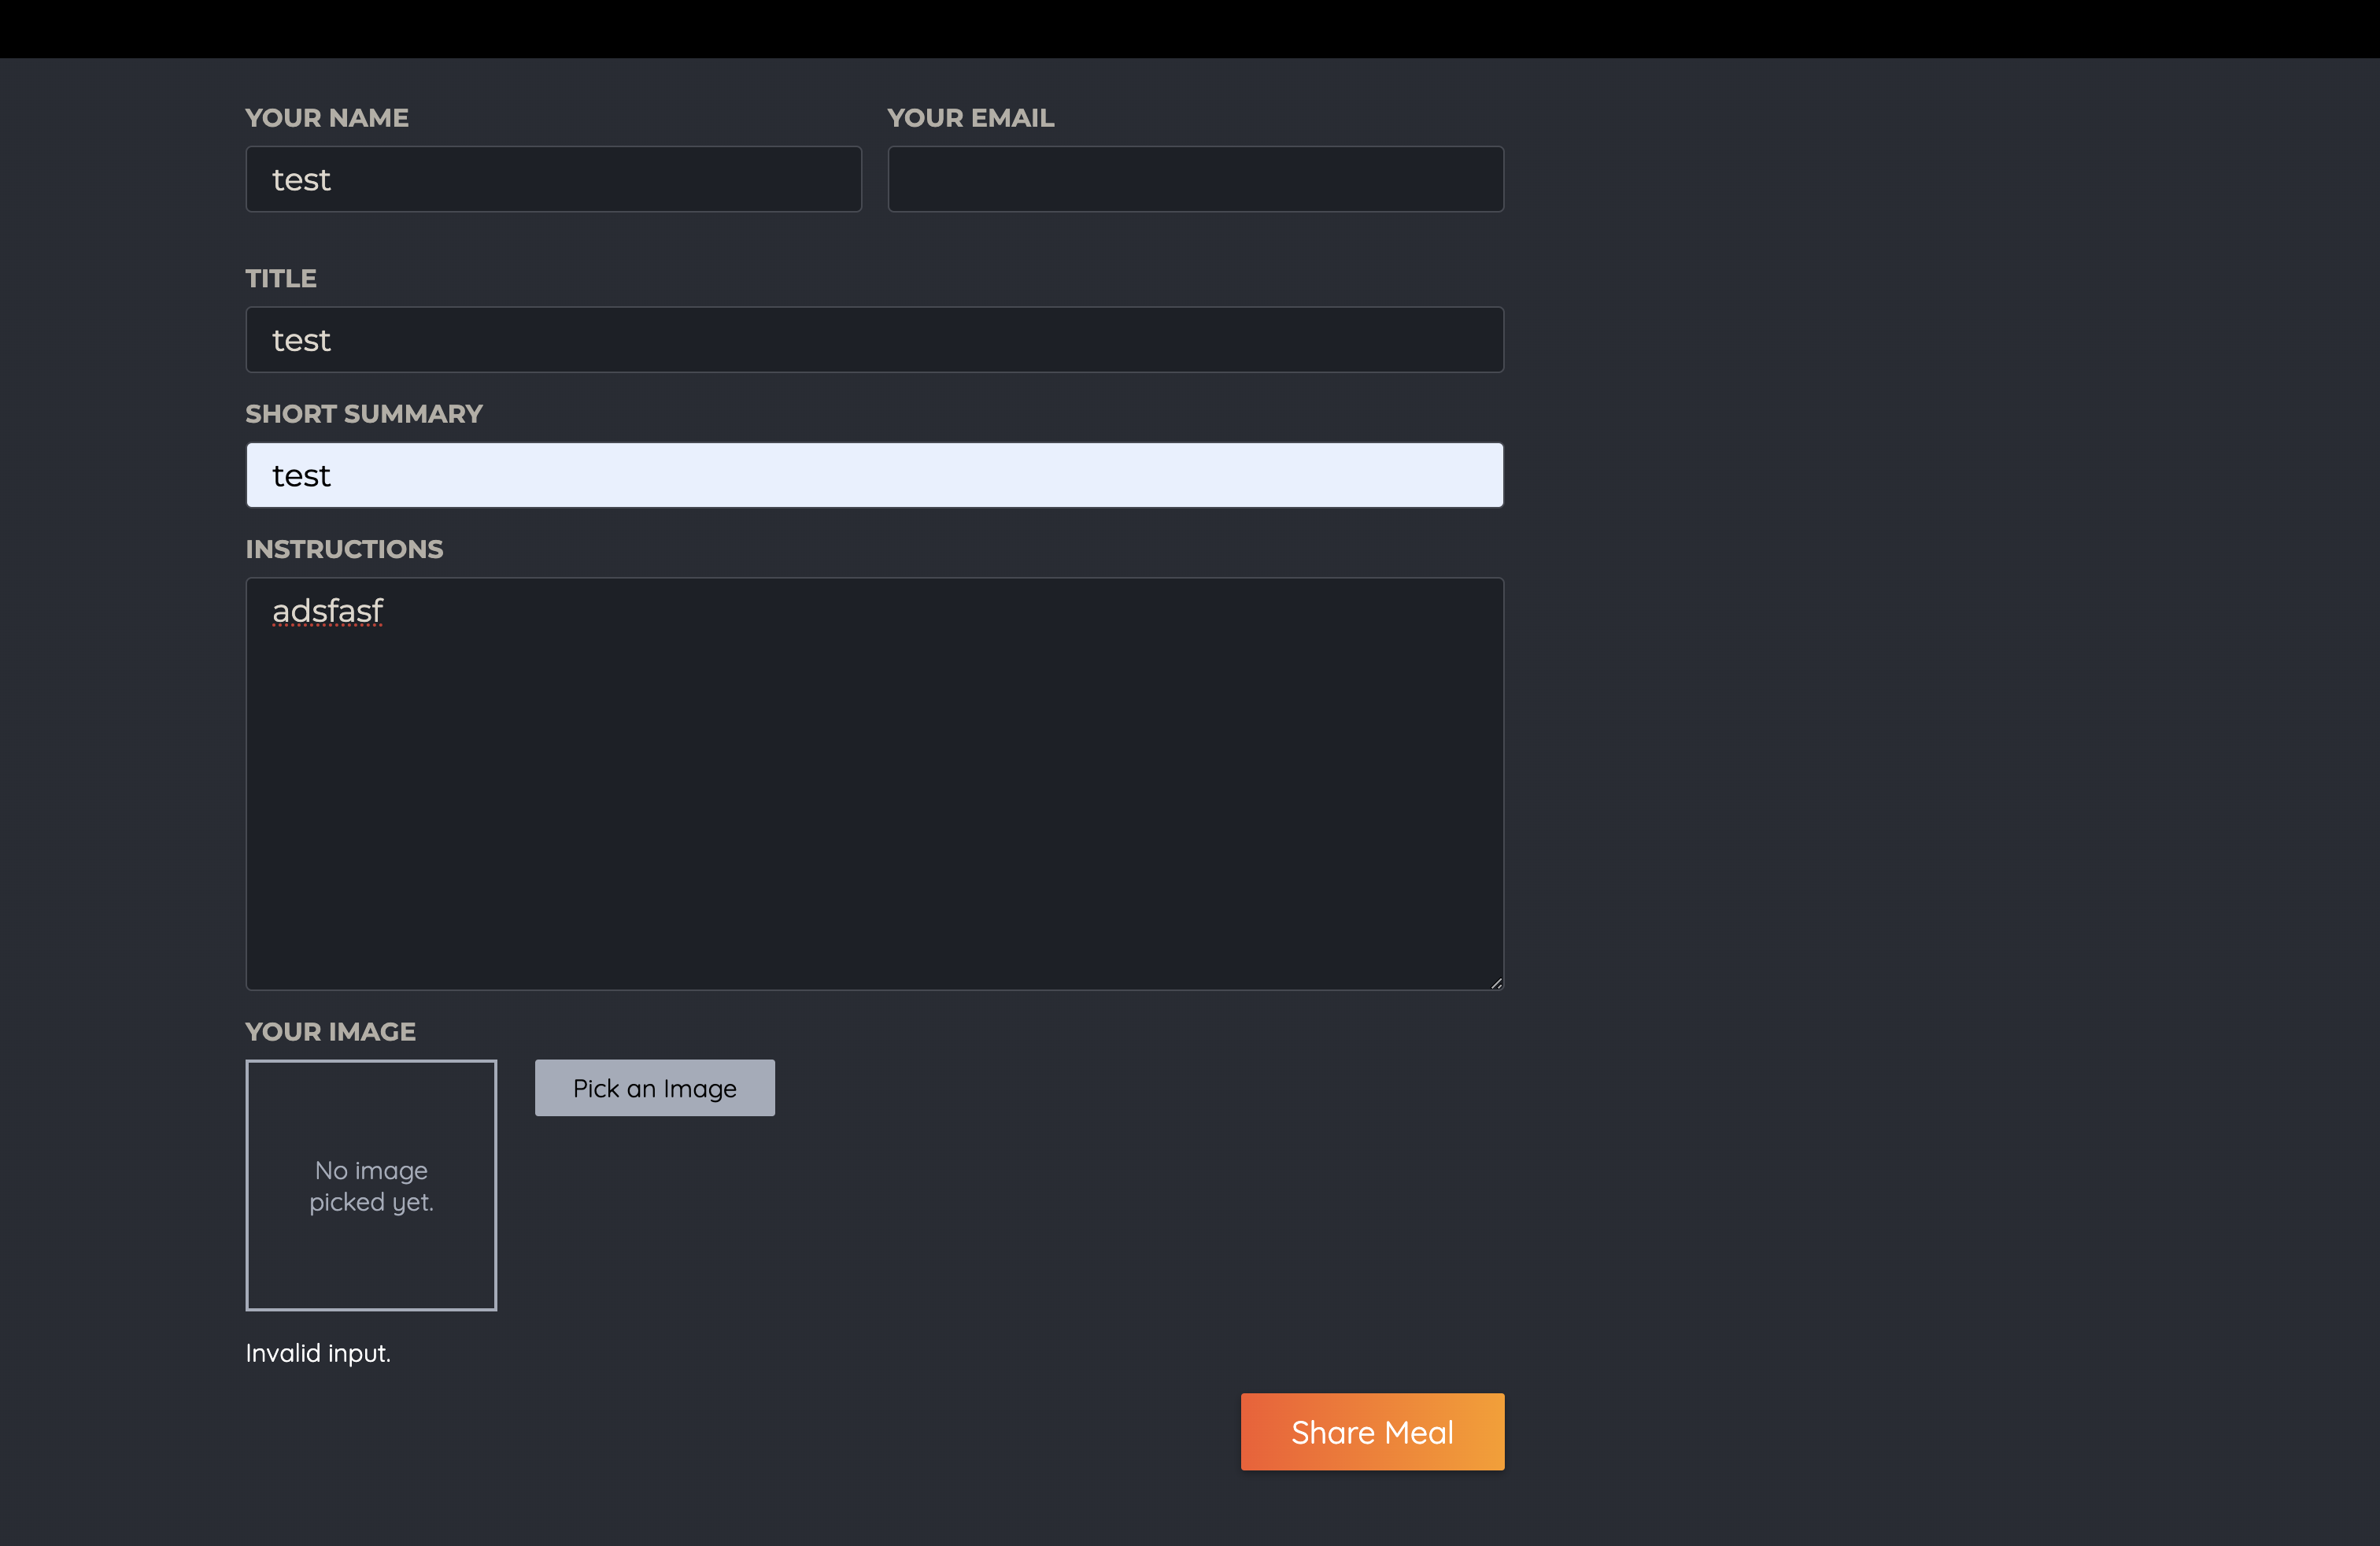 YOUR NAME
YOUR EMAIL
test
TITLE
test
SHORT SUMMARY
test
INSTRUCTIONS
adsfasf
YOUR IMAGE
Pick an Image
No image
picked yet.
Invalid input.
Share Meal